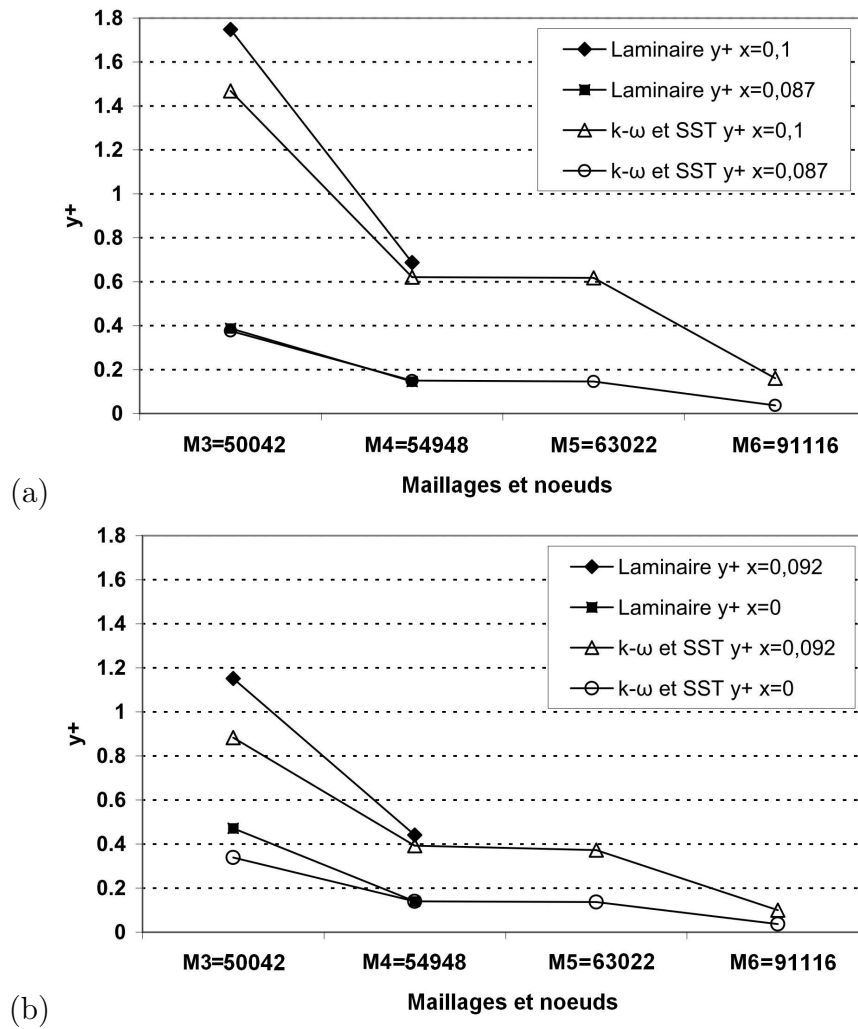 1.8
1.6
1.4
1.2
1
0.8
0.6
0.4
0.2
0
y+
Laminaire y+ x=0,1
Laminaire y+ x=0,087
k-ω et SST y+ x=0,1
k-ω et SST y+ x=0,087
M3=50042 M4=54948 M5=63022 M6=91116
Maillages et noeuds
(a)
1.8
1.6
1.4
1.2
1
0.8
0.6
0.4
0.2
0
y+
Laminaire y+ x=0,092
Laminaire y+ x=0
k-ω et SST y+ x=0,092
k-ω et SST y+ x=0
M3=50042 M4=54948 M5=63022 M6=91116
Maillages et noeuds
(b)